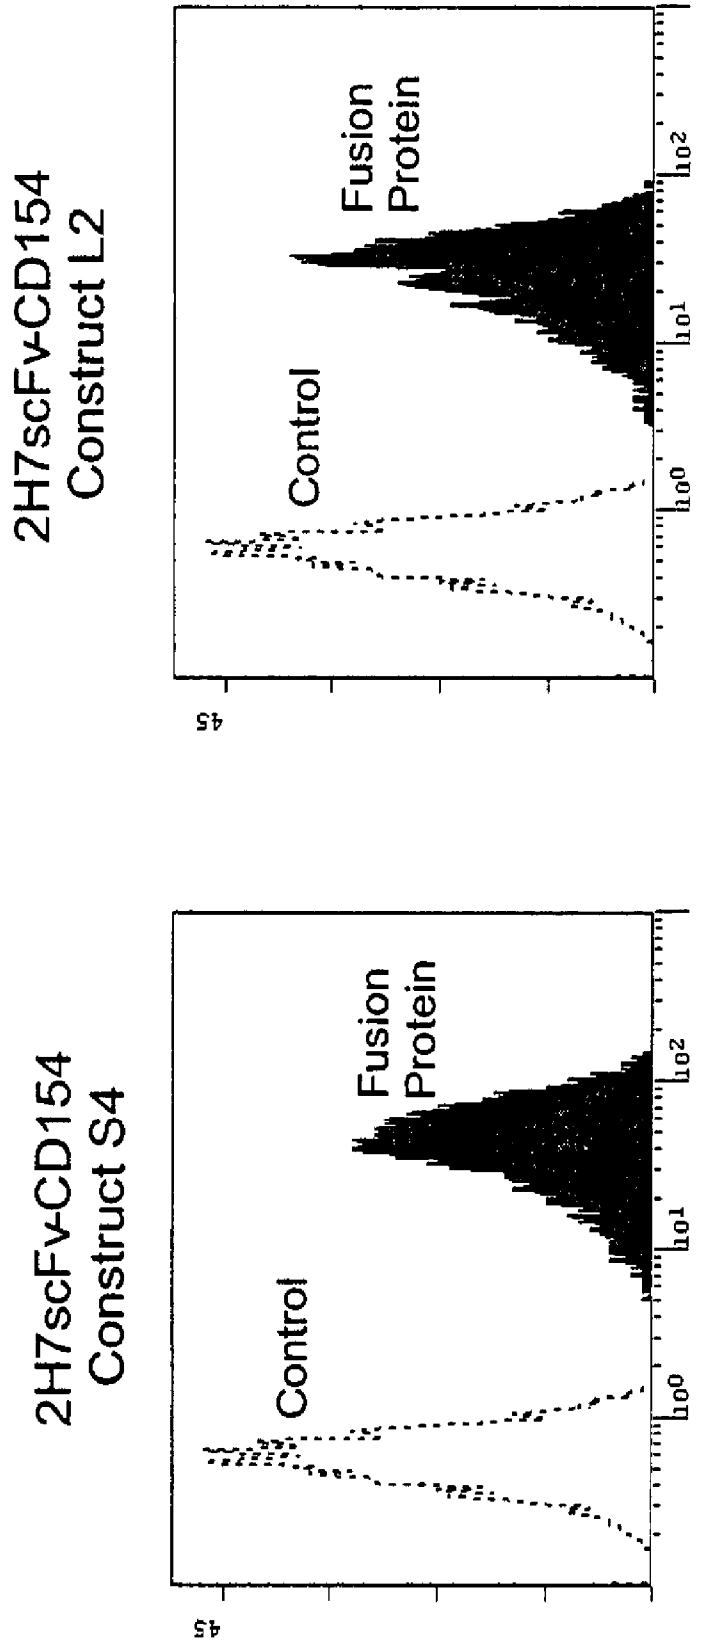 2H7scFv-CD154
Construct S4
45
Control
Fusion
Protein
10⁰
10¹
10²
2H7scFv-CD154
Construct L2
45
Control
Fusion
Protein
10⁰
10¹
10²